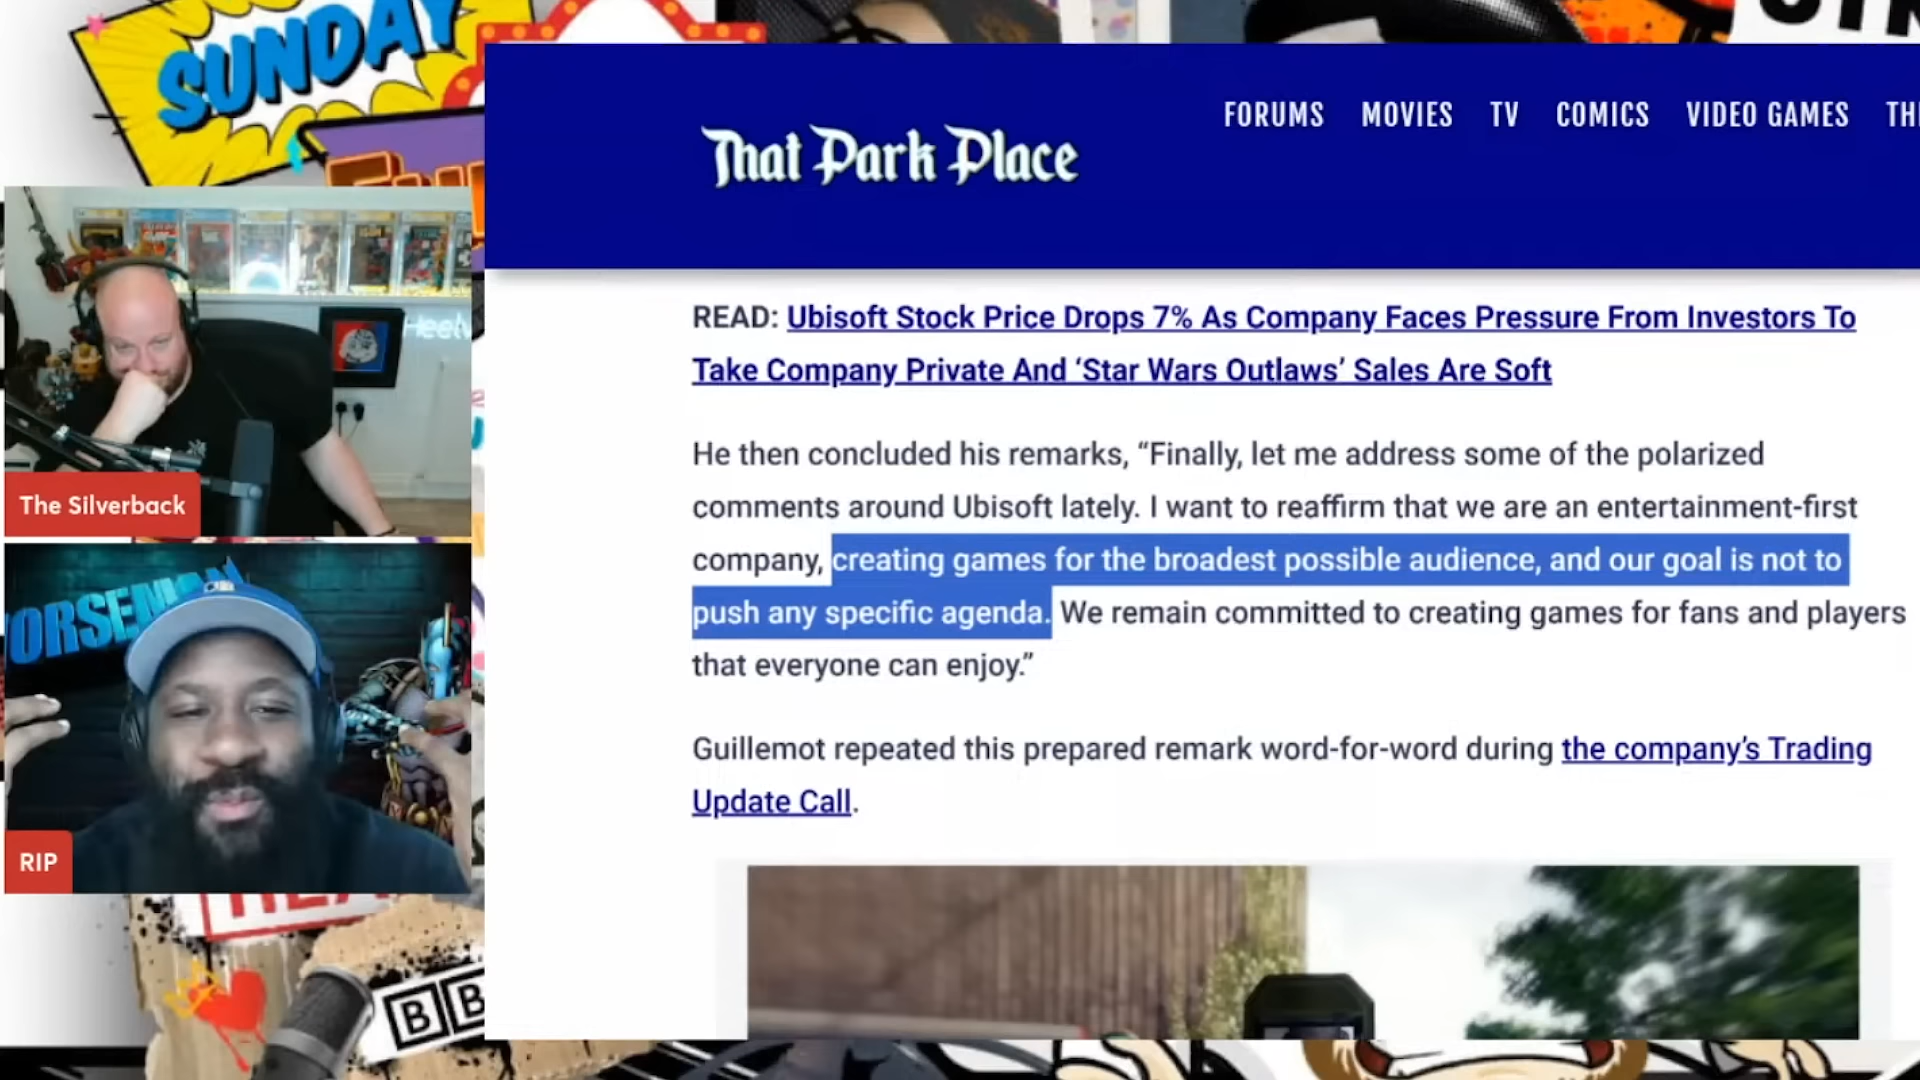 SUNDAY
FORUMS MOVIES TV COMICS VIDEO GAMES
That Park Place
READ: Ubisoft Stock Price Drops 7% As Company Faces Pressure From Investors To
Take Company Private And ‘Star Wars Outlaws’ Sales Are Soft
He then concluded his remarks, “Finally, let me address some of the polarized
comments around Ubisoft lately. I want to reaffirm that we are an entertainment-first
company, creating games for the broadest possible audience, and our goal is not to
push any specific agenda. We remain committed to creating games for fans and players
that everyone can enjoy.”
Guillemot repeated this prepared remark word-for-word during the company’s Trading
Update Call.
The Silverback
RIP